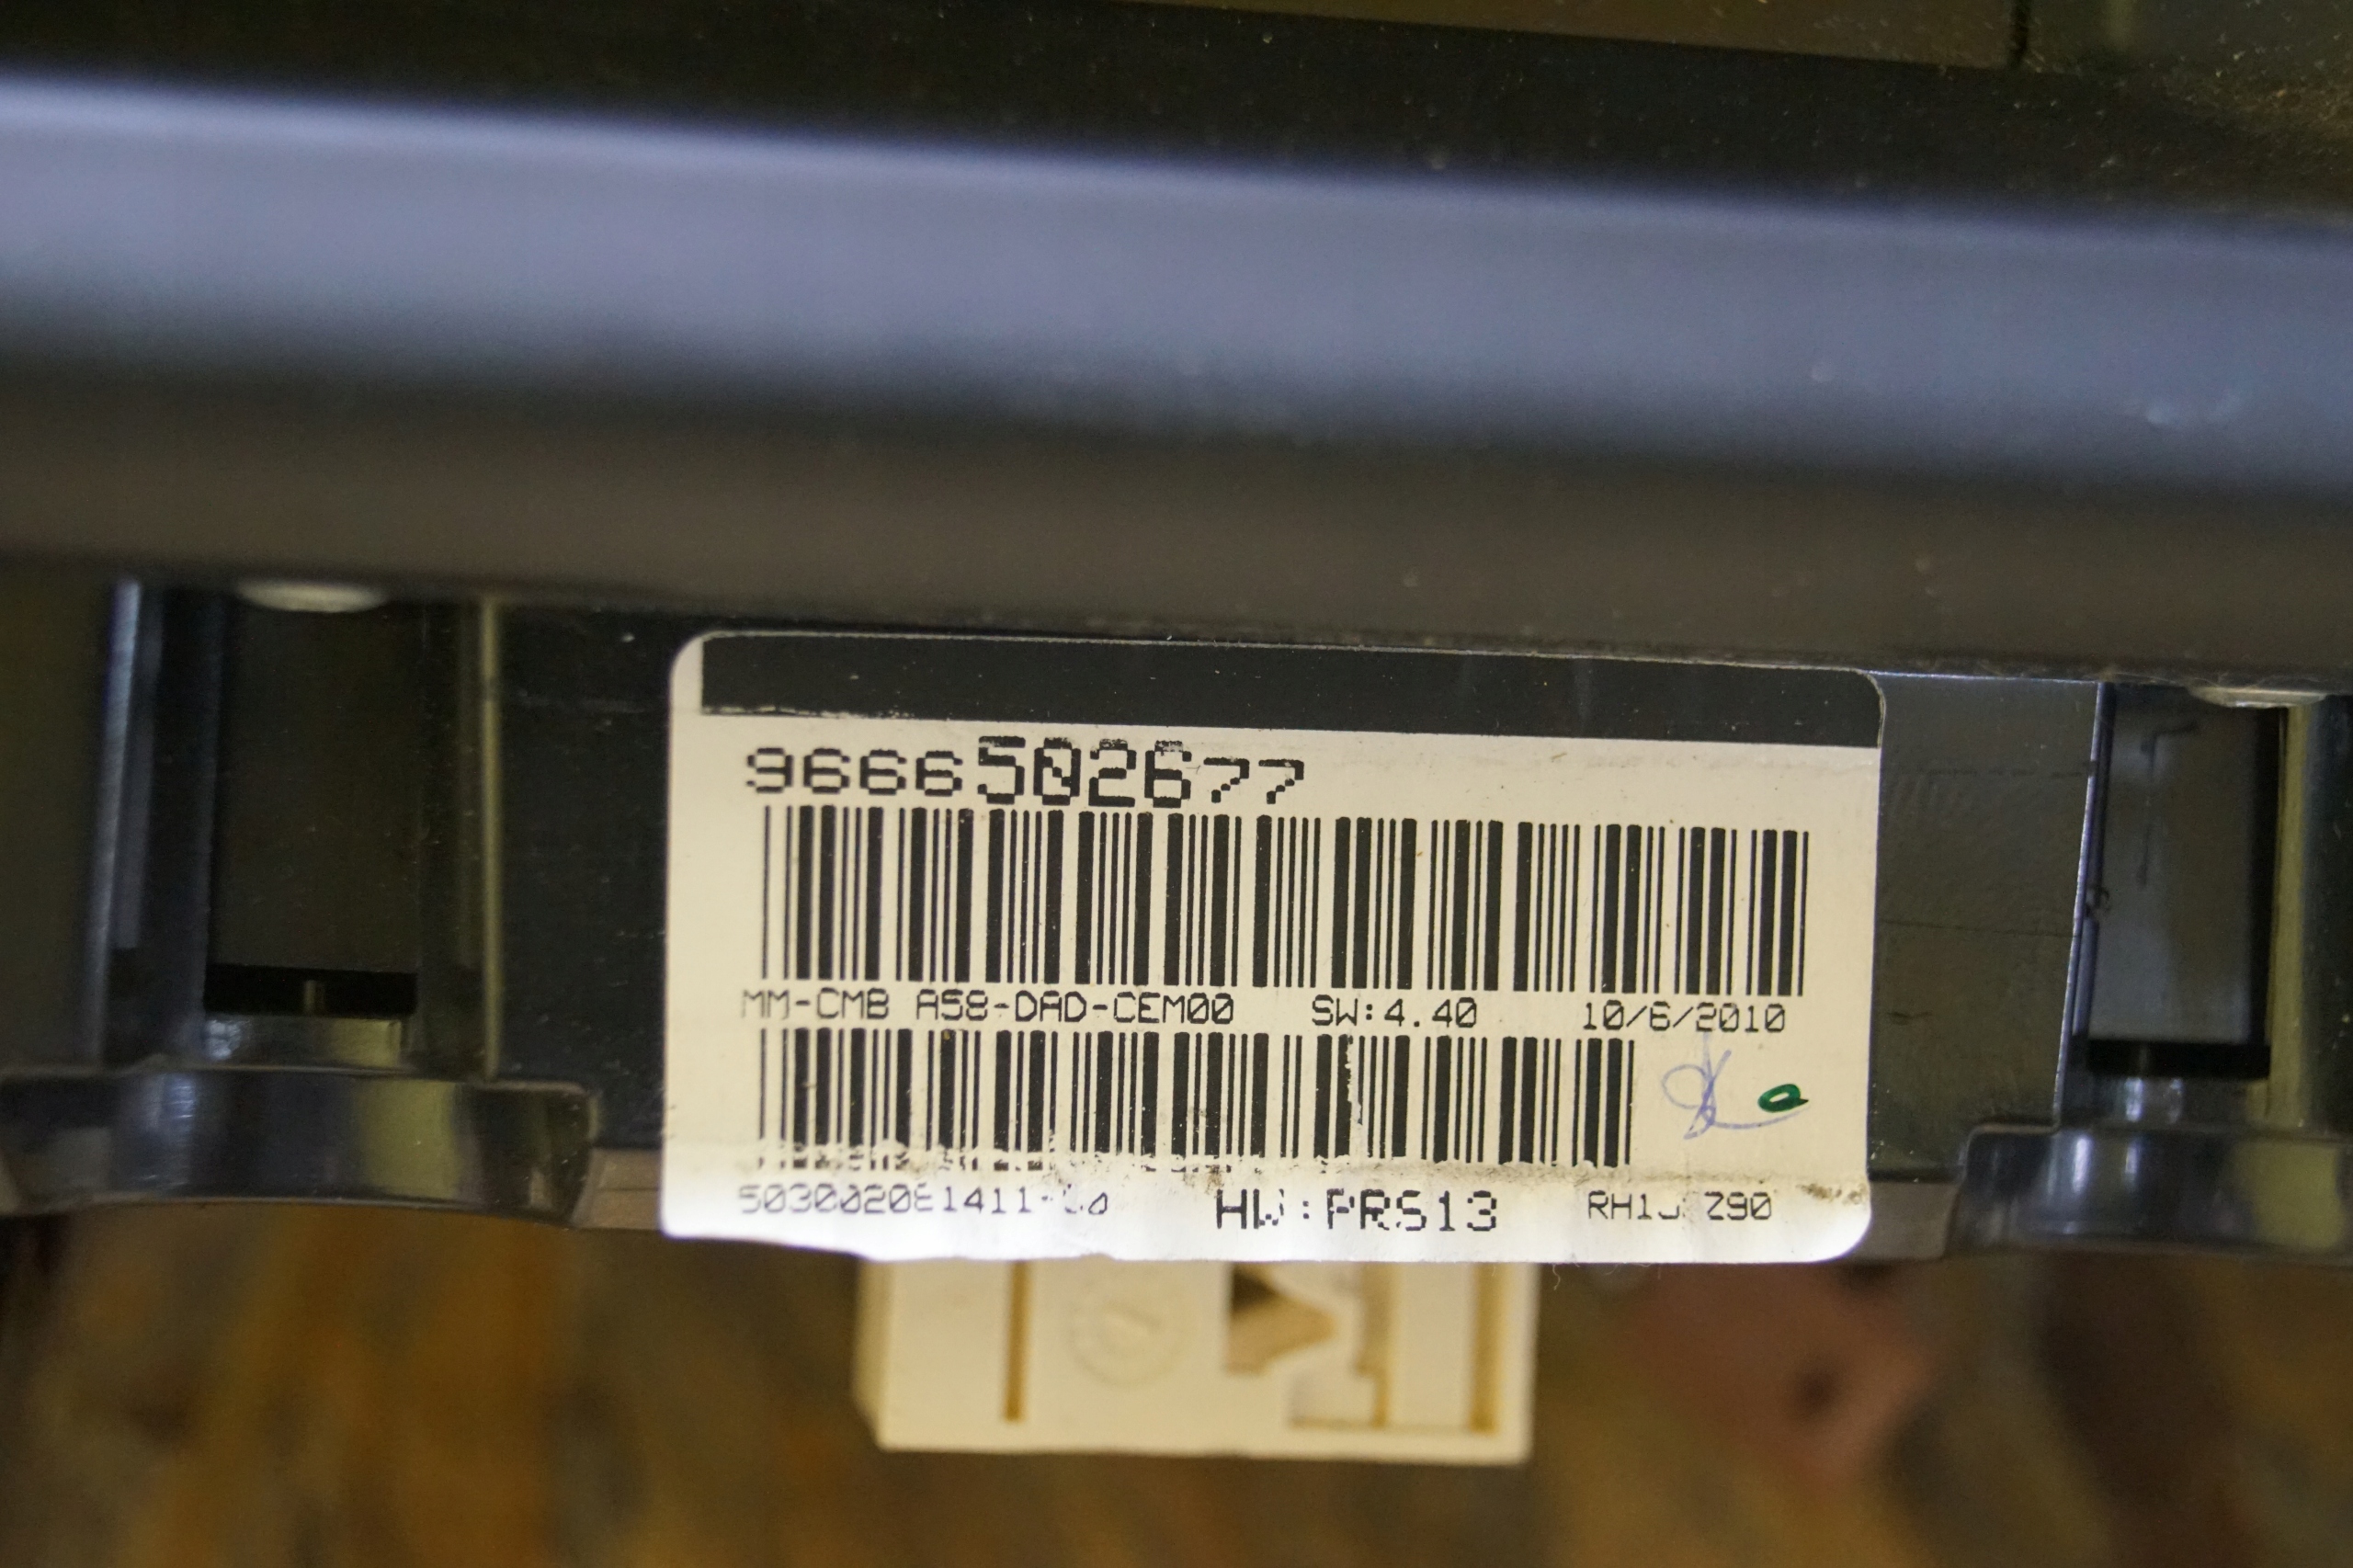 9666502677
MM-CMB A58-DAD-CEM00 SW:4.40 10/6/2010
HW:PRS13